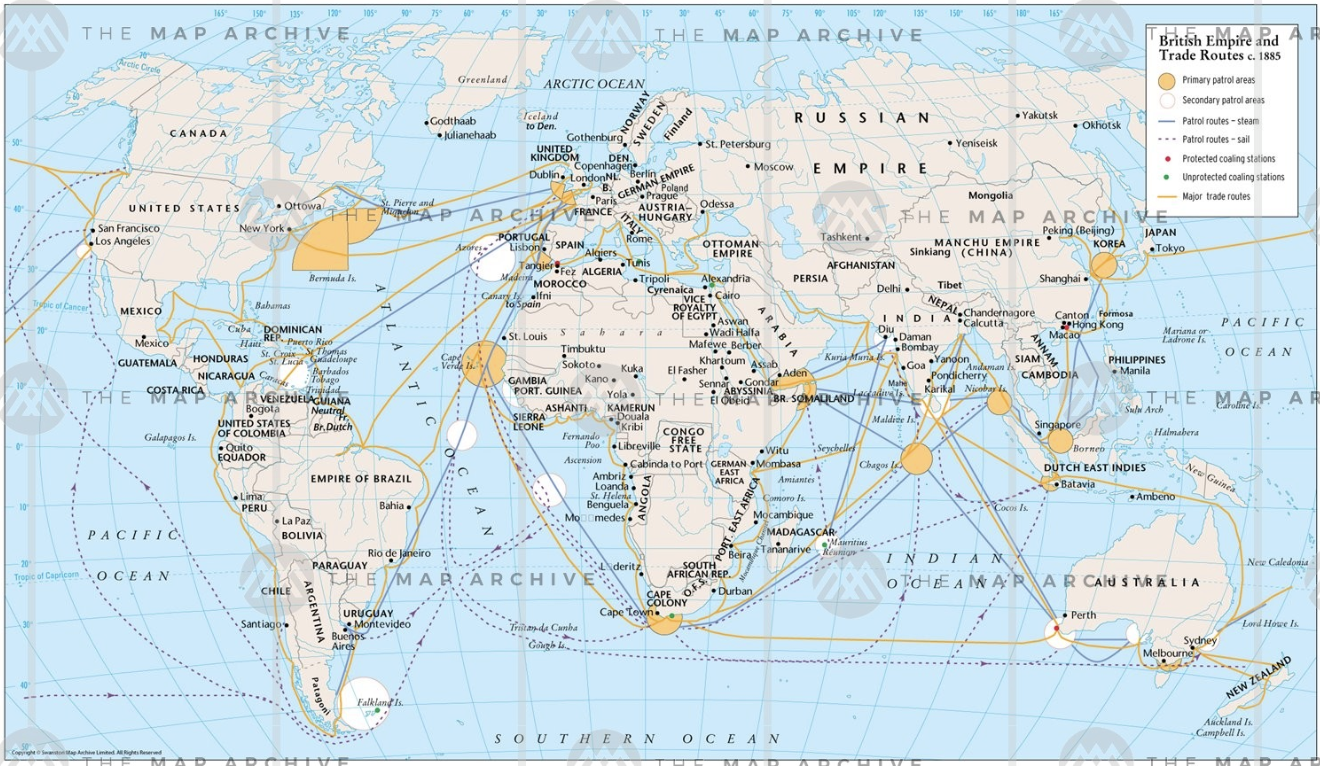 THE MAP ARCHIVE
British Empire and
Trade Routes c. 1885
Primary patrol areas
Secondary patrol areas
Patrol routes – steam
Patrol routes – sail
Protected coaling stations
Unprotected coaling stations
Major trade routes
ARCTIC OCEAN
Arctic Circle
Greenland
Godthaab
Julianehaab
Iceland
to Den.
CANADA
UNITED STATES
Ottowa
New York
San Francisco
Los Angeles
St. Pierre and
Miquelon
Bermuda Is.
Bahamas
Tropic of Cancer
MEXICO
Mexico
Cuba
Haiti
DOMINICAN
REP.
Puerto Rico
St. Thomas
St. Croix
Guadeloupe
St. Lucia
Barbados
Tobago
Trinidad
Caracas
GUATEMALA
HONDURAS
NICARAGUA
COSTA RICA
VENEZUELA
GUIANA
Neutral
Br.
Dutch
Bogota
UNITED STATES
OF COLOMBIA
Quito
EQUADOR
Galapagos Is.
EMPIRE OF BRAZIL
Lima
PERU
Bahia
La Paz
BOLIVIA
Rio de Janeiro
PARAGUAY
CHILE
ARGENTINA
URUGUAY
Montevideo
Santiago
Buenos
Aires
Patagoni
Falkland Is.
PACIFIC
OCEAN
Tropic of Capricorn
ATLANTIC
OCEAN
NORWAY
SWEDEN
Finland
Gothenburg
UNITED
KINGDOM
DEN.
Copenhagen
Dublin
London
NL.
Berlin
B.
GERMAN EMPIRE
Poland
Paris
Prague
FRANCE
AUSTRIA-
HUNGARY
Odessa
ITALY
Rome
PORTUGAL
Lisbon
SPAIN
Azores
Madeira
Canary Is.
to Spain
Tangier
Fez
MOROCCO
Ifni
Algiers
ALGERIA
Tunis
Tripoli
Cyrenaica
Alexandria
Cairo
VICE
ROYALTY
OF EGYPT
OTTOMAN
EMPIRE
St. Petersburg
Moscow
RUSSIAN
EMPIRE
Yeniseisk
Yakutsk
Okhotsk
Mongolia
MANCHU EMPIRE
(CHINA)
Sinkiang
Peking (Beijing)
KOREA
JAPAN
Tokyo
Shanghai
Tashkent
AFGHANISTAN
PERSIA
Tibet
Delhi
NEPAL
INDIA
Chandernagore
Calcutta
Diu
Daman
Bombay
Goa
Yanoon
Pondicherry
Mahe
Karikal
Laccadive Is.
Maldive Is.
Andaman
Is.
Nicobar Is.
Canton
Hong Kong
Macao
Formosa
ANNAM
SIAM
CAMBODIA
PHILIPPINES
Manila
Mariana or
Ladrone Is.
PACIFIC
OCEAN
Caroline Is.
Sulu Arch
Halmahera
Singapore
Borneo
DUTCH EAST INDIES
Batavia
Ambeno
New Guinea
Cocos Is.
Sahara
St. Louis
Cape
Verde Is.
Timbuktu
Sokoto
Kano
Kuka
Yola
GAMBIA
PORT. GUINEA
SIERRA
LEONE
ASHANTI
KAMERUN
Douala
Kribi
Fernando
Poo
Libreville
Ascension
CONGO
FREE
STATE
Cabinda to Port
Ambriz
Loanda
St. Helena
Benguela
ANGOLA
Aswan
Wadi Halfa
Mafewe
Berber
Khartoum
El Fasher
Sennar
El Obeid
Assab
Gondar
ABYSSINIA
ARABIA
Aden
Kuria Muria Is.
BR. SOMALILAND
GERMAN
EAST
AFRICA
Witu
Mombasa
Seychelles
Chagos Is.
Amiantes
Comoro Is.
Mocambique
PORT. EAST AFRICA
MADAGASCAR
Tananarive
Mauritius
Réunion
Beira
SOUTH
AFRICAN REP.
O.F.S.
Durban
CAPE
COLONY
Cape Town
Tristan da Cunha
Gough Is.
INDIAN
OCEAN
AUSTRALIA
Perth
Sydney
Melbourne
New Caledonia
Lord Howe Is.
NEW ZEALAND
Auckland Is.
Campbell Is.
SOUTHERN OCEAN
Copyright © Swanston Map Archive Limited. All Rights Reserved